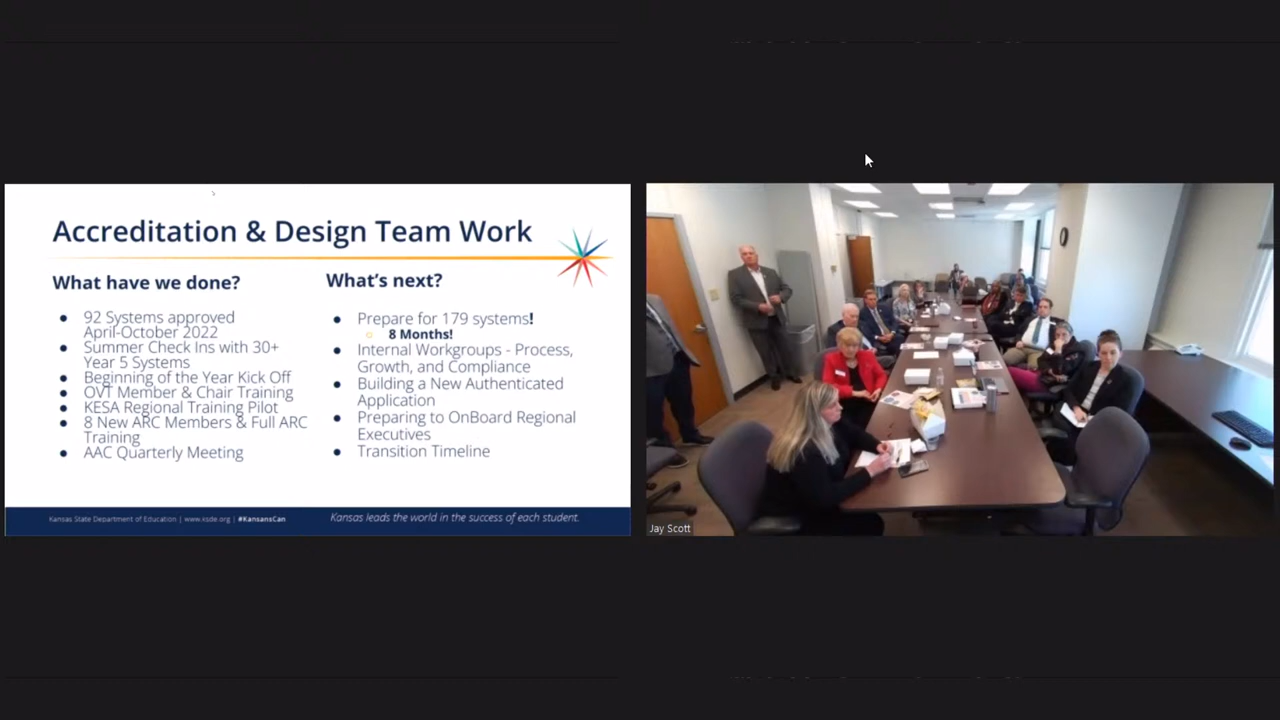 Accreditation & Design Team Work
What have we done?
92 Systems approved
April-October 2022
Summer Check Ins with 30+
Year 5 Systems
Beginning of the Year Kick Off
OVT Member & Chair Training
KESA Regional Training Pilot
8 New ARC Members & Full ARC
Training
AAC Quarterly Meeting
What's next?
Prepare for 179 systems!
8 Months!
Internal Workgroups - Process,
Growth, and Compliance
Building a New Authenticated
Application
Preparing to OnBoard Regional
Executives
Transition Timeline
Kansas State Department of Education | www.ksde.org | #KansansCan
Kansas leads the world in the success of each student.
Jay Scott